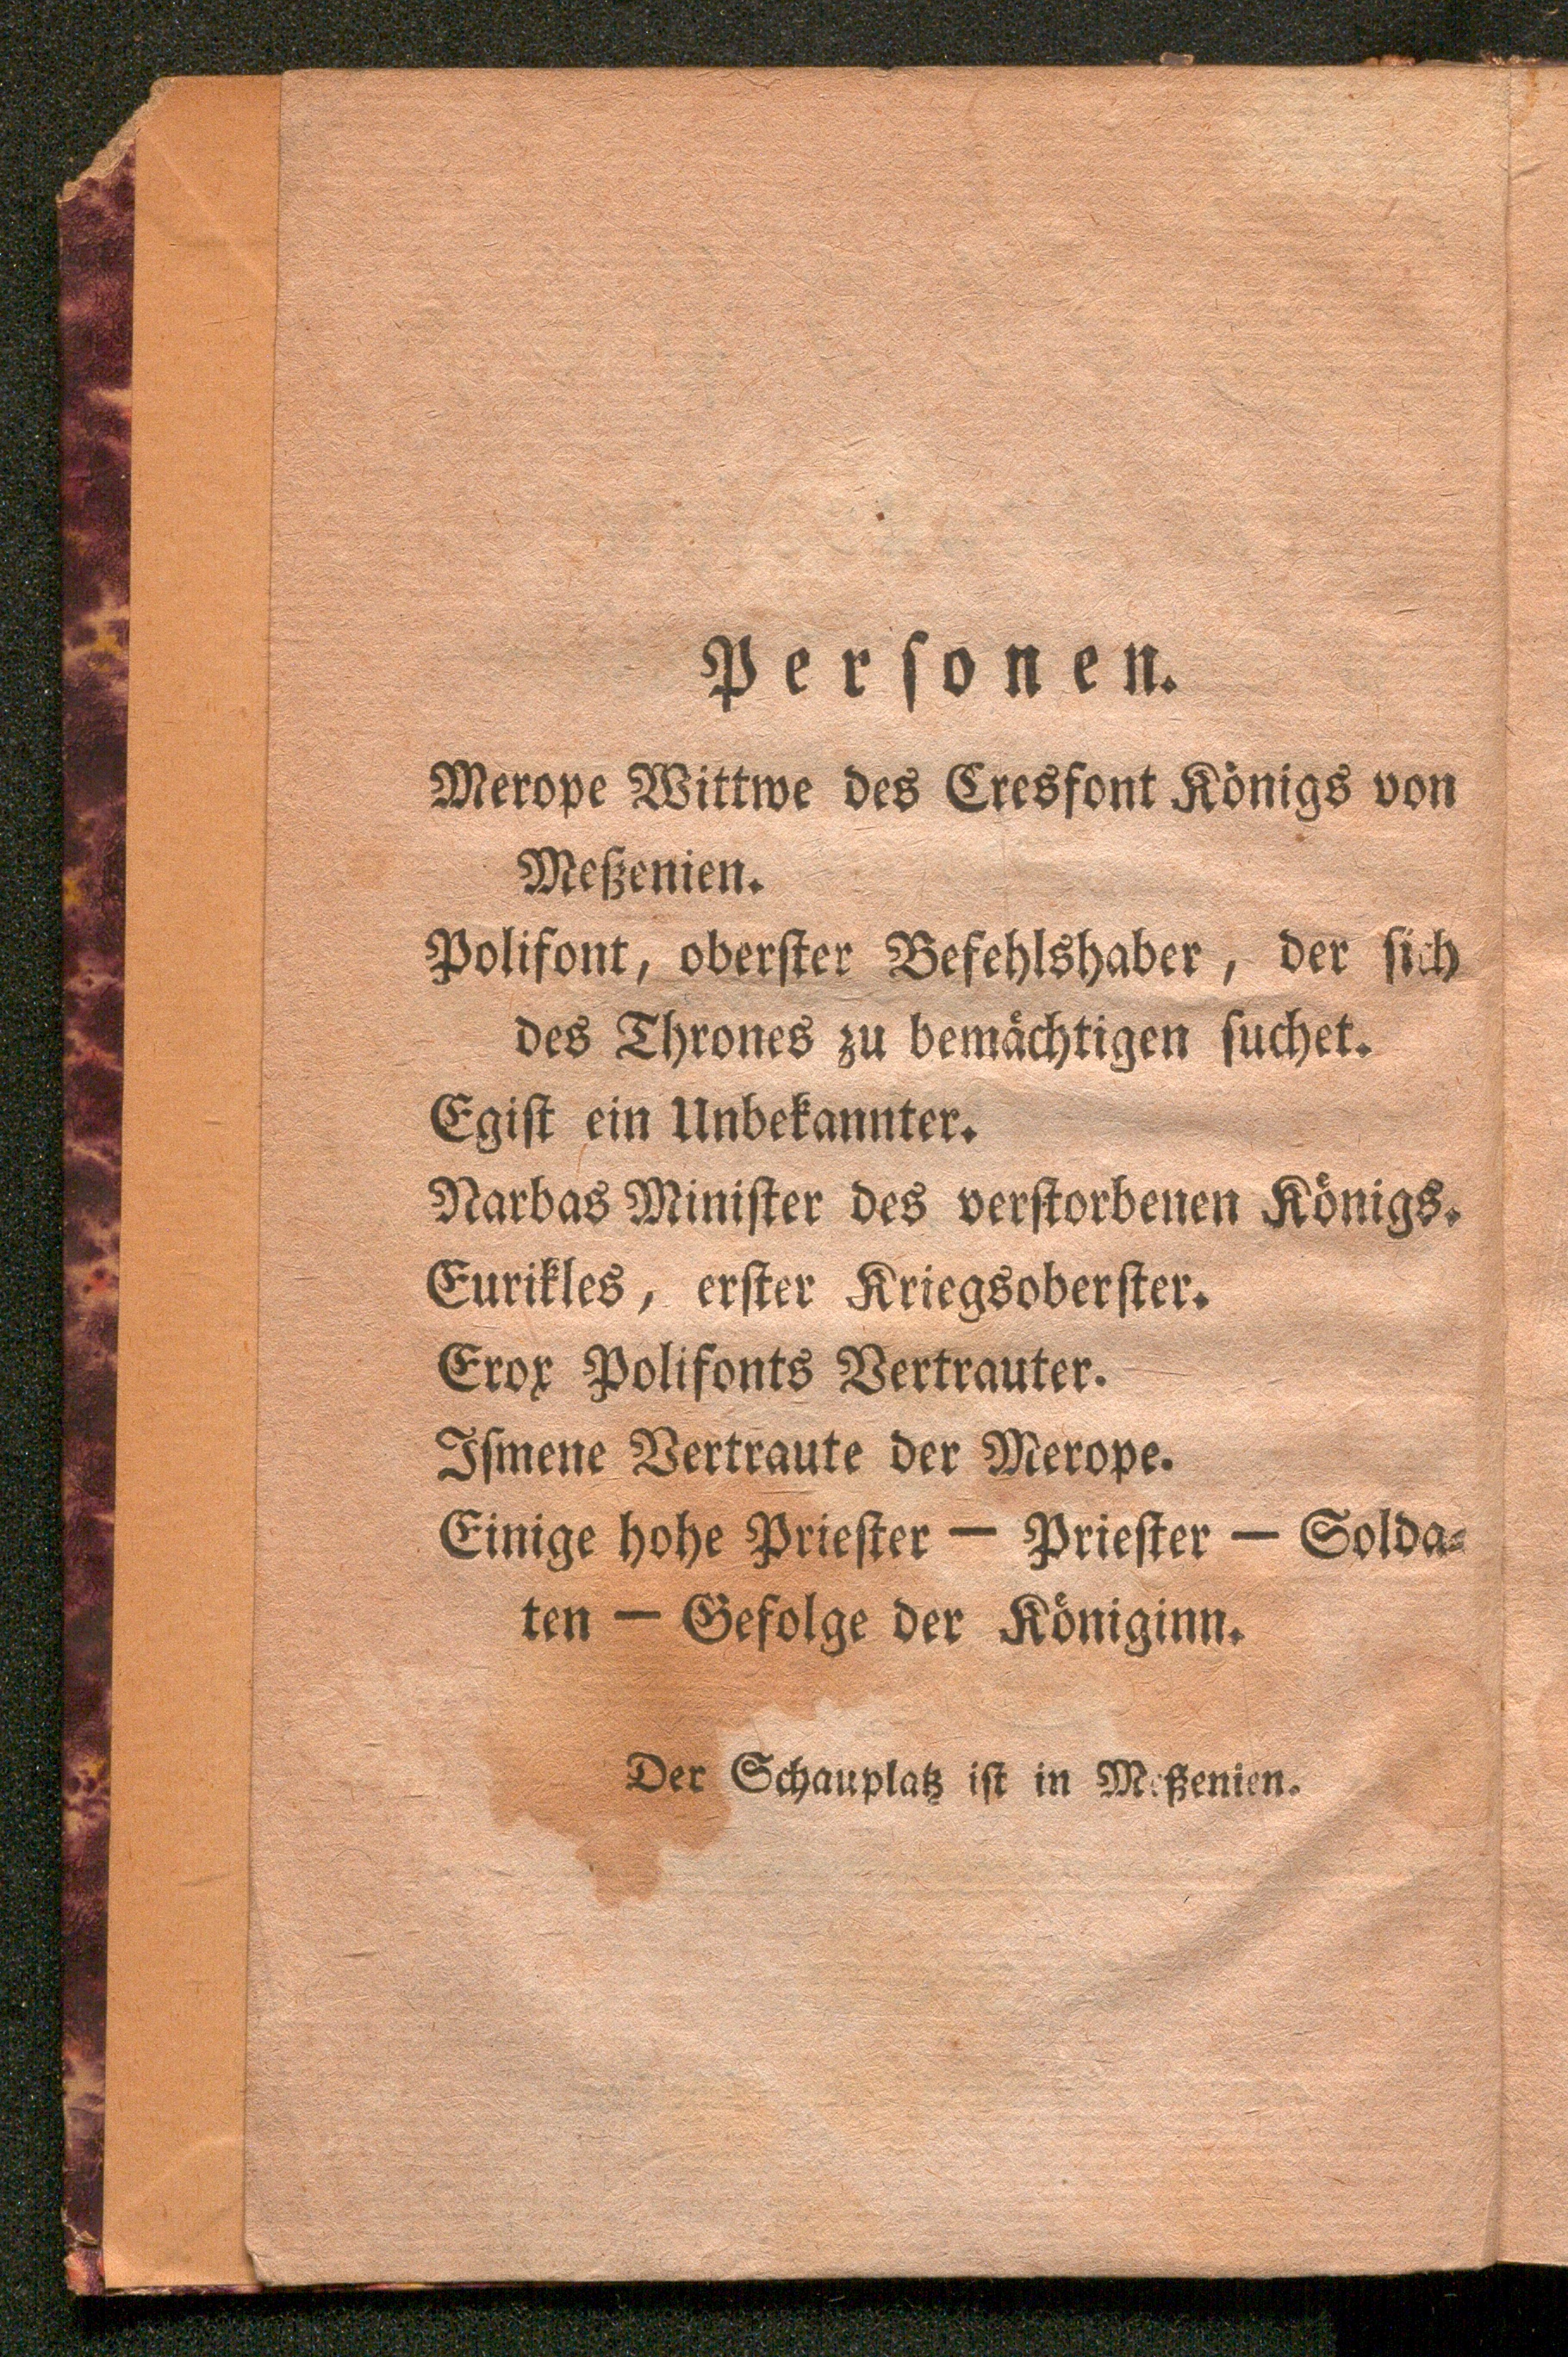 Perſonen.
Merope Wittwe des Cresfont Königs von
Meßenien.
Polifont, oberſter Befehlshaber, der ſich
des Thrones zu bemächtigen ſuchet.
Egiſt ein Unbekannter.
Narbas Miniſter des verſtorbenen Königs.
Eurikles, erſter Kriegsoberſter.
Erox Polifonts Vertrauter.
Iſmene Vertraute der Merope.
Einige hohe Prieſter — Prieſter — Solda-
ten — Gefolge der Königinn.
Der Schauplatz iſt in Meßenien.